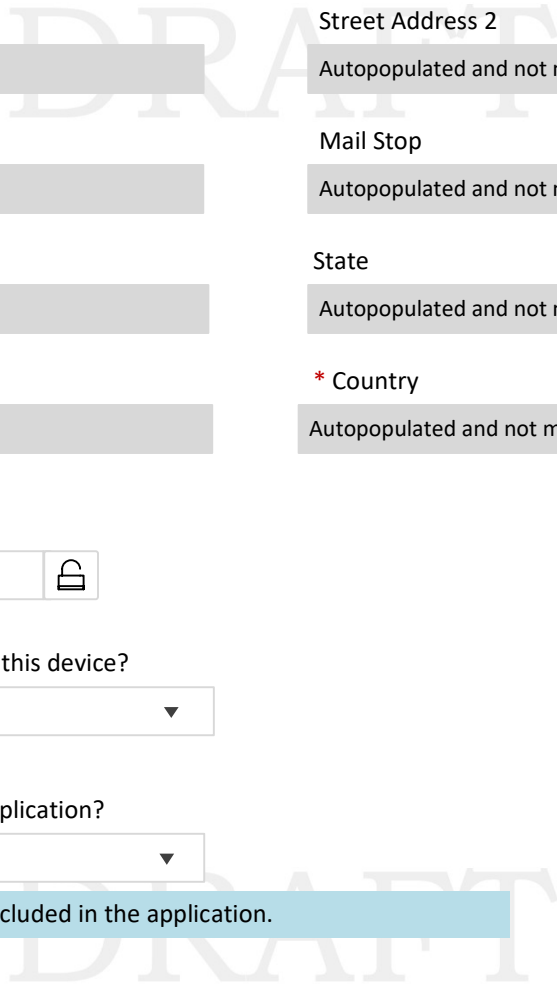 DRAFT
Street Address 2
Autopopulated and not
Mail Stop
Autopopulated and not
State
Autopopulated and not
* Country
Autopopulated and not
this device?
plication?
cluded in the application.
DRAFT